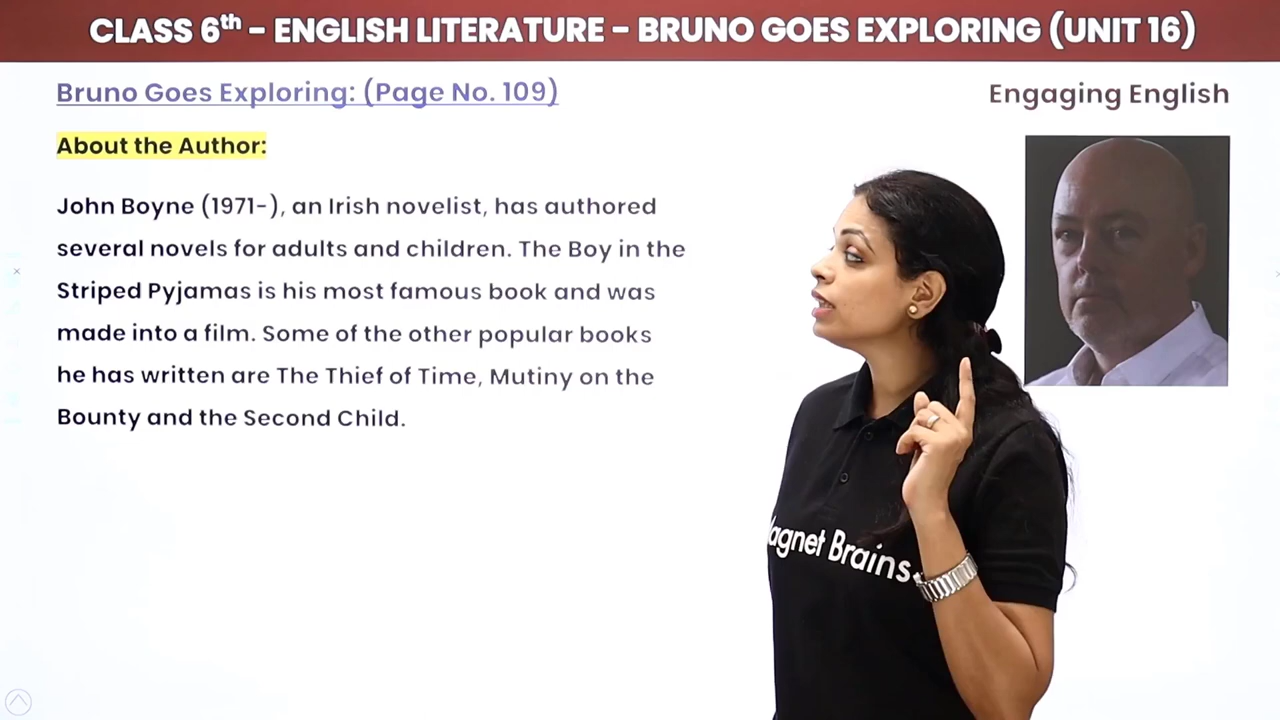 CLASS 6th – ENGLISH LITERATURE – BRUNO GOES EXPLORING (UNIT 16)
Bruno Goes Exploring: (Page No. 109)
Engaging English
About the Author:
John Boyne (1971-), an Irish novelist, has authored
several novels for adults and children. The Boy in the
Striped Pyjamas is his most famous book and was
made into a film. Some of the other popular books
he has written are The Thief of Time, Mutiny on the
Bounty and the Second Child.
agnet Brains